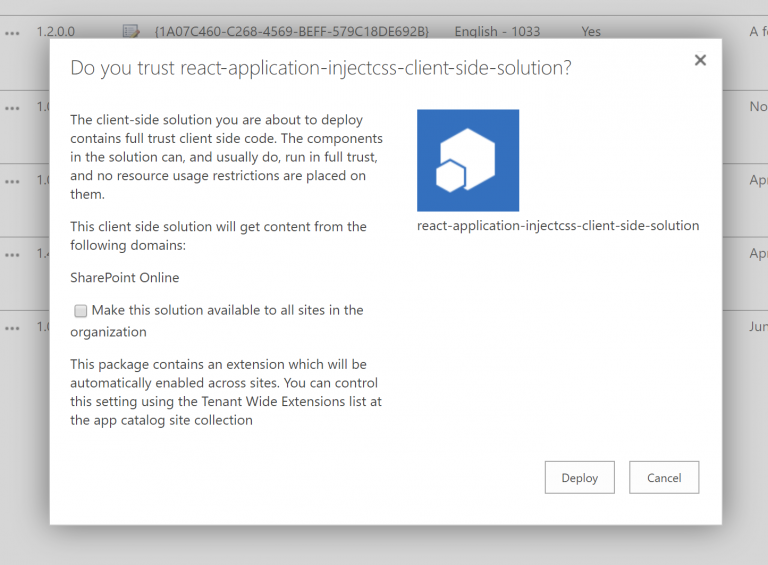 1.2.0.0 {1A07C460-C268-4569-BEFF-579C18DE692B} English - 1033 Yes A f
Do you trust react-application-injectcss-client-side-solution?
1.0 No
The client-side solution you are about to deploy
contains full trust client side code. The components
in the solution can, and usually do, run in full trust,
and no resource usage restrictions are placed on
them.
1.0 Apr
This client side solution will get content from the
following domains:
react-application-injectcss-client-side-solution
1.4 Apr
SharePoint Online
Make this solution available to all sites in the
organization
1.0 Jun
This package contains an extension which will be
automatically enabled across sites. You can control
this setting using the Tenant Wide Extensions list at
the app catalog site collection
Deploy Cancel